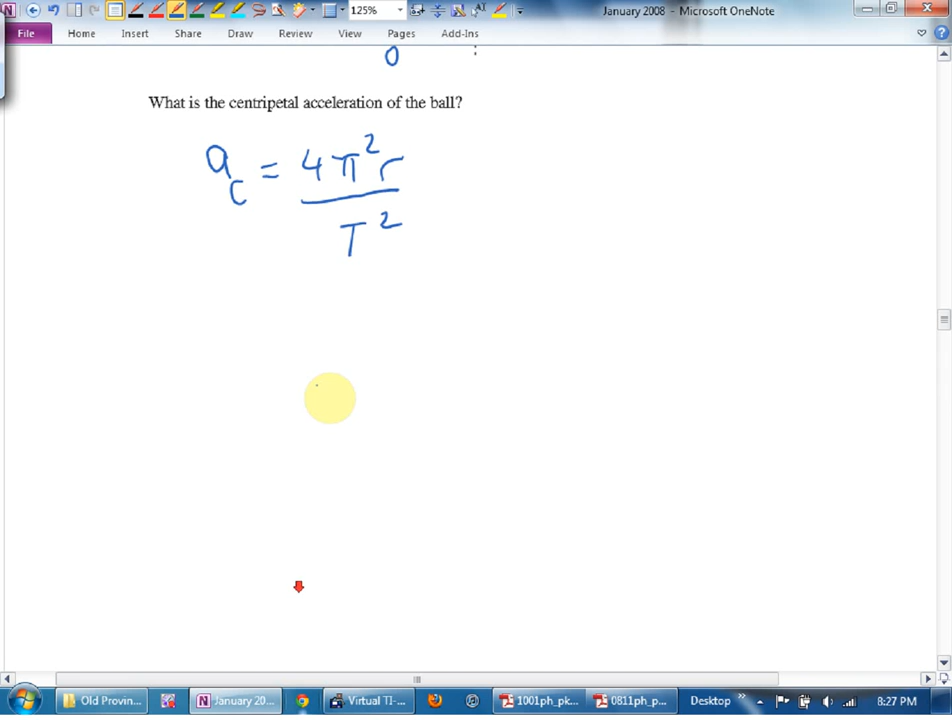 125%
January 2008 - Microsoft OneNote
File Home Insert Share Draw Review View Pages Add-Ins
0
What is the centripetal acceleration of the ball?
a_c = 4π²r
T²
Old Provin... January 20... Virtual TI-... 1001ph_pk... 0811ph_p... Desktop 8:27 PM